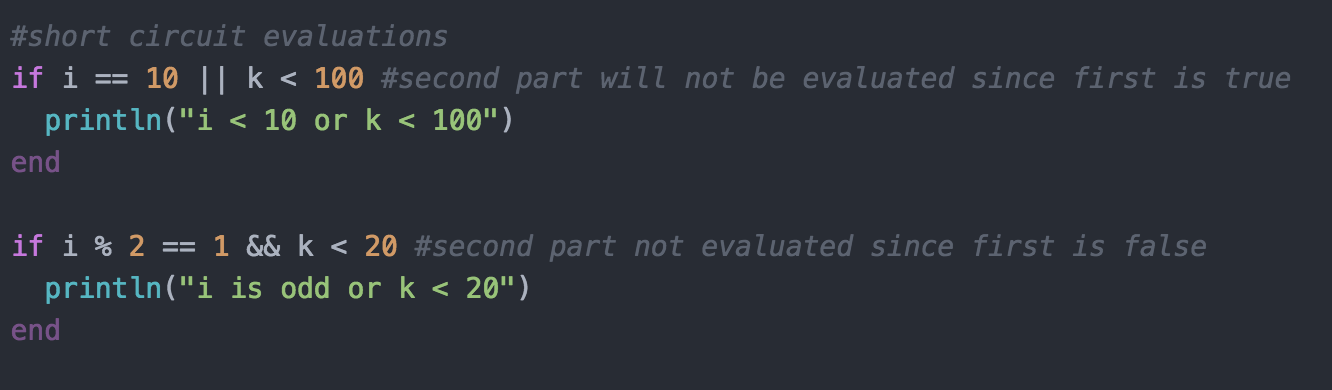 #short circuit evaluations
if i == 10 || k < 100 #second part will not be evaluated since first is true
  println("i < 10 or k < 100")
end

if i % 2 == 1 && k < 20 #second part not evaluated since first is false
  println("i is odd or k < 20")
end